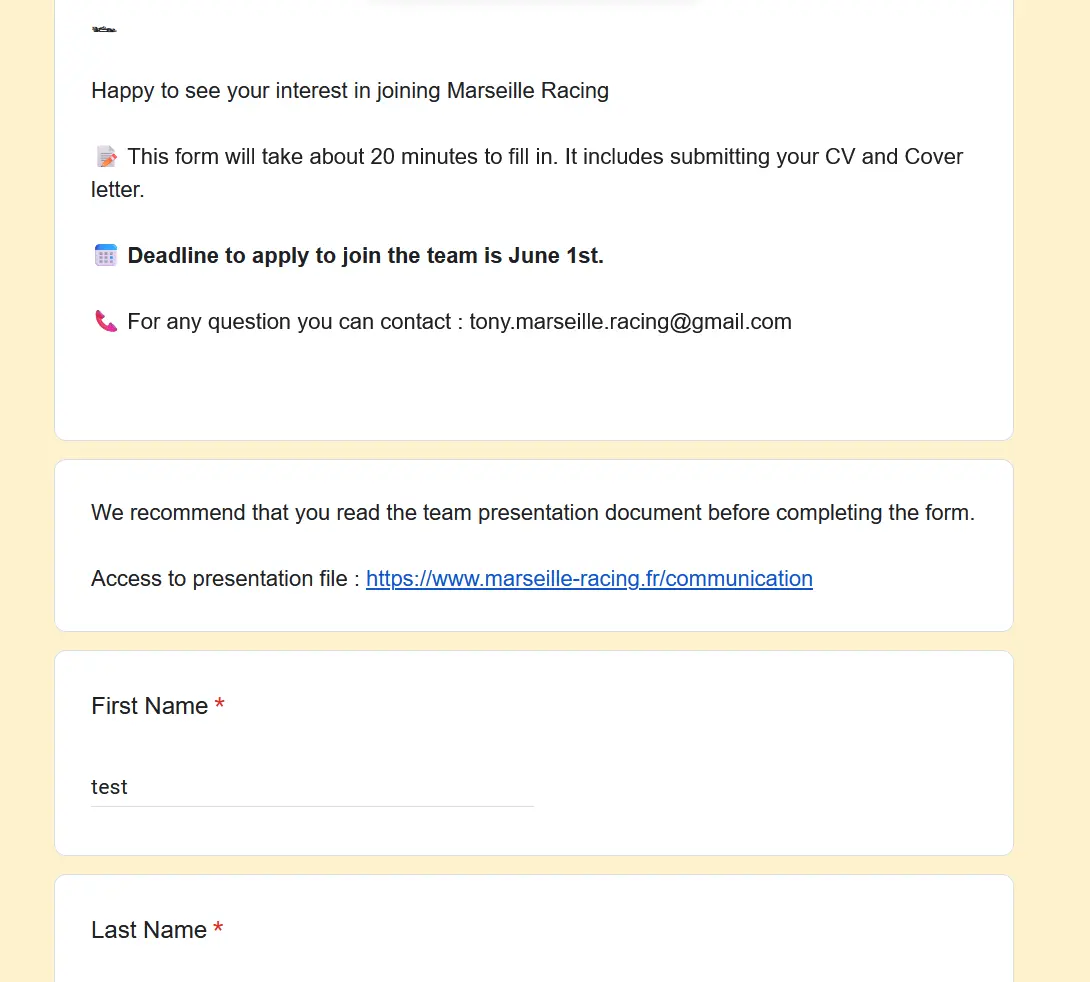 Happy to see your interest in joining Marseille Racing
📝 This form will take about 20 minutes to fill in. It includes submitting your CV and Cover
letter.
📅 Deadline to apply to join the team is June 1st.
📞 For any question you can contact : tony.marseille.racing@gmail.com
We recommend that you read the team presentation document before completing the form.
Access to presentation file : https://www.marseille-racing.fr/communication
First Name *
test
Last Name *